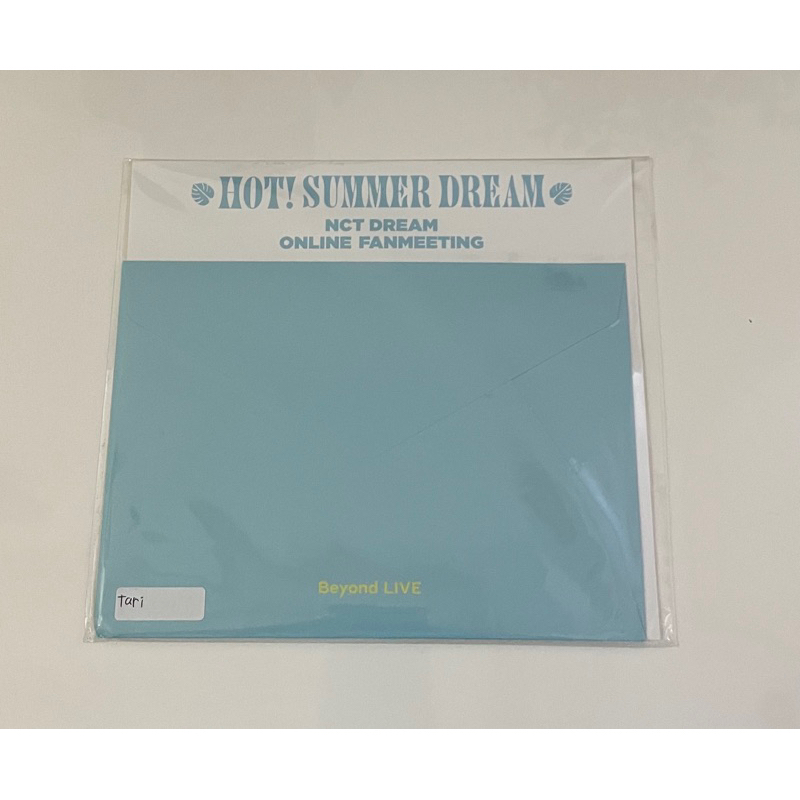 HOT! SUMMER DREAM
NCT DREAM
ONLINE FANMEETING
Beyond LIVE
tari